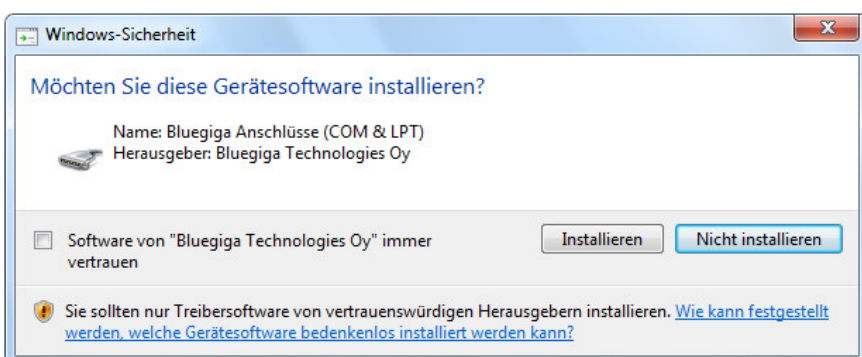 Windows-Sicherheit
Möchten Sie diese Gerätesoftware installieren?
Name: Bluegiga Anschlüsse (COM & LPT)
Herausgeber: Bluegiga Technologies Oy
Software von "Bluegiga Technologies Oy" immer
vertrauen
Installieren
Nicht installieren
Sie sollten nur Treibersoftware von vertrauenswürdigen Herausgebern installieren. Wie kann festgestellt
werden, welche Gerätesoftware bedenkenlos installiert werden kann?